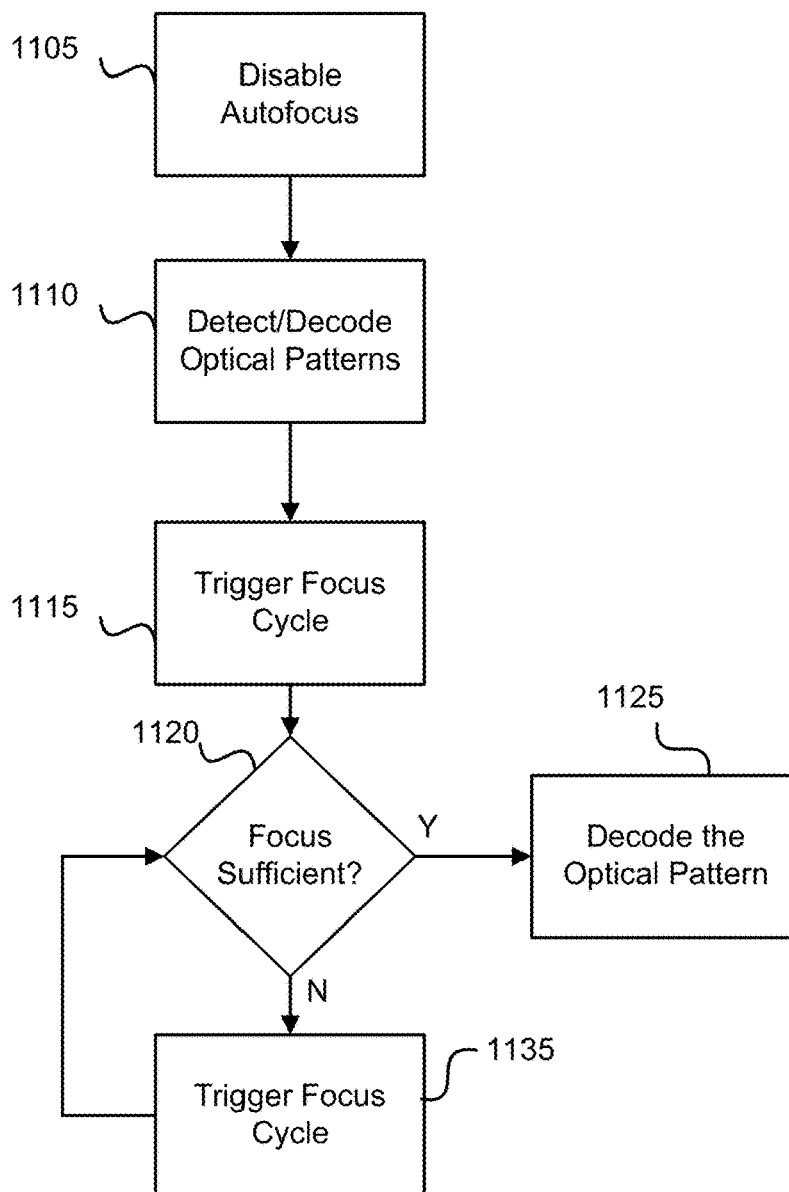 1105
Disable
Autofocus
1110
Detect/Decode
Optical Patterns
1115
Trigger Focus
Cycle
1120
Focus
Sufficient?
Y
1125
Decode the
Optical Pattern
N
1135
Trigger Focus
Cycle